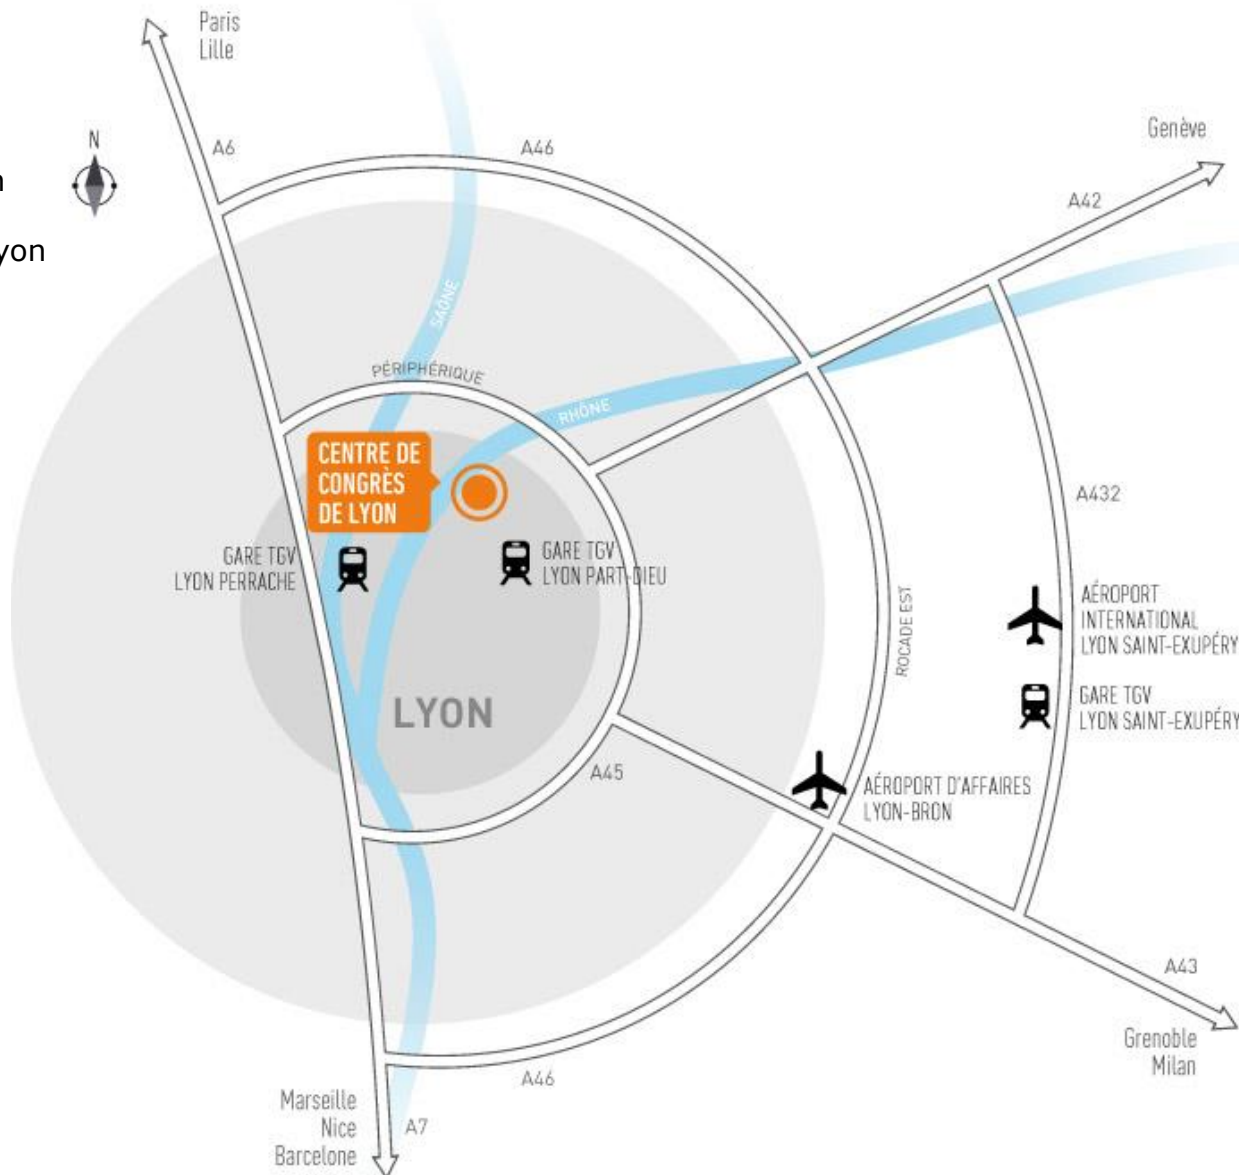 Paris
Lille
N
A6
A46
Genève
A42
yon
SAÔNE
PÉRIPHÉRIQUE
RHÔNE
CENTRE DE
CONGRÈS
DE LYON
A432
GARE TGV
LYON PERRACHE
GARE TGV
LYON PART-DIEU
ROCADE EST
AÉROPORT
INTERNATIONAL
LYON SAINT-EXUPÉRY
GARE TGV
LYON SAINT-EXUPÉRY
LYON
A45
AÉROPORT D'AFFAIRES
LYON-BRON
A43
Grenoble
Milan
A46
Marseille
Nice
Barcelone
A7